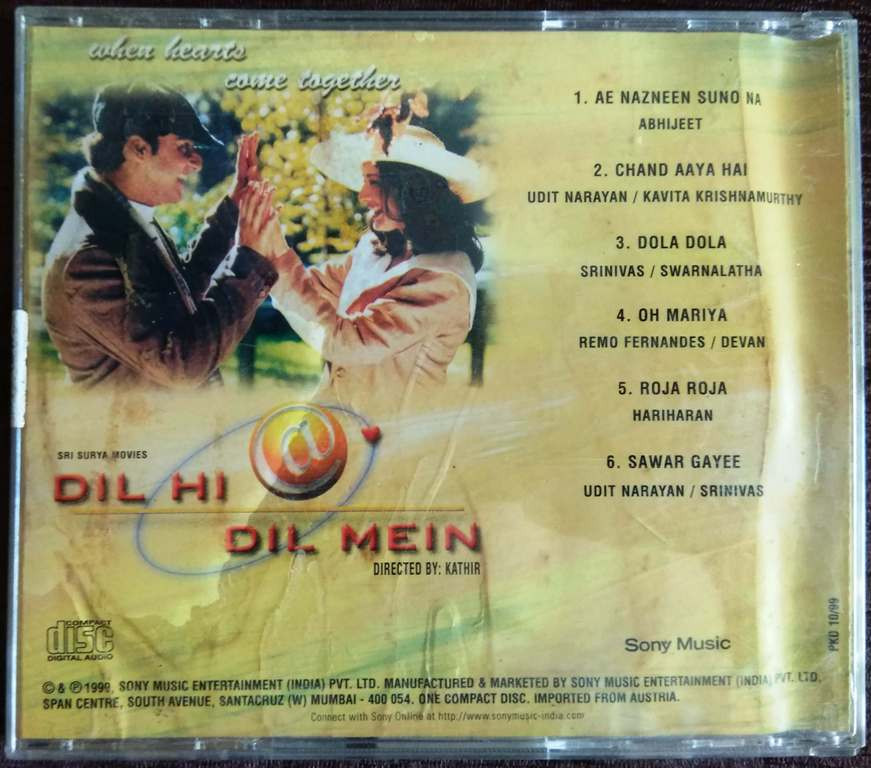 when hearts
come together
1. AE NAZNEEN SUNO NA
ABHIJEET
2. CHAND AAYA HAI
UDIT NARAYAN / KAVITA KRISHNAMURTHY
3. DOLA DOLA
SRINIVAS / SWARNALATHA
4. OH MARIYA
REMO FERNANDES / DEVAN
5. ROJA ROJA
HARIHARAN
6. SAWAR GAYEE
UDIT NARAYAN / SRINIVAS
SRI SURYA MOVIES
@
DIL HI
DIL MEIN
DIRECTED BY: KATHIR
COMPACT
disc
DIGITAL AUDIO
Sony Music
PKD 10/99
© & ℗ 1999, SONY MUSIC ENTERTAINMENT (INDIA) PVT. LTD. MANUFACTURED & MARKETED BY SONY MUSIC ENTERTAINMENT (INDIA) PVT. LTD.
SPAN CENTRE, SOUTH AVENUE, SANTACRUZ (W) MUMBAI - 400 054. ONE COMPACT DISC. IMPORTED FROM AUSTRIA.
Connect with Sony Online at http://www.sonymusic-india.com